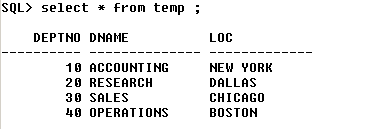 SQL> select * from temp ;
DEPTNO DNAME LOC
---------- -------------- -------------
10 ACCOUNTING NEW YORK
20 RESEARCH DALLAS
30 SALES CHICAGO
40 OPERATIONS BOSTON